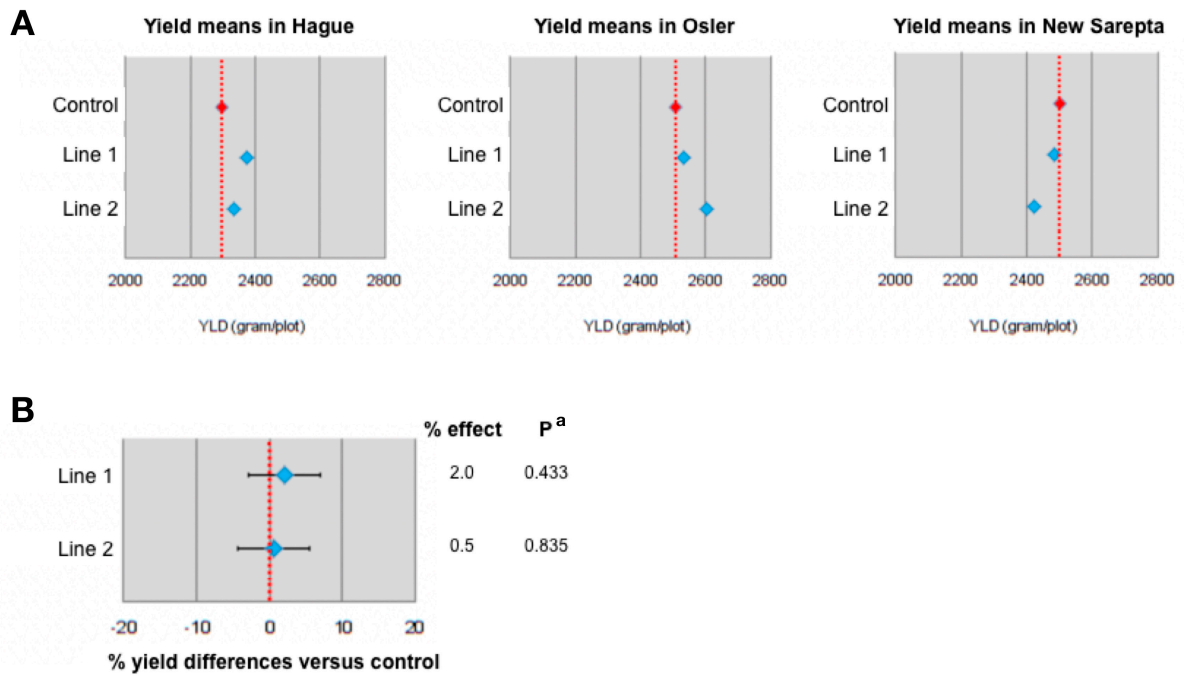 A
Yield means in Hague
Control
Line 1
Line 2
2000 2200 2400 2600 2800
YLD (gram/plot)
Yield means in Osler
Control
Line 1
Line 2
2000 2200 2400 2600 2800
YLD (gram/plot)
Yield means in New Sarepta
Control
Line 1
Line 2
2000 2200 2400 2600 2800
YLD (gram/plot)
B
% effect P a
Line 1 2.0 0.433
Line 2 0.5 0.835
-20 -10 0 10 20
% yield differences versus control